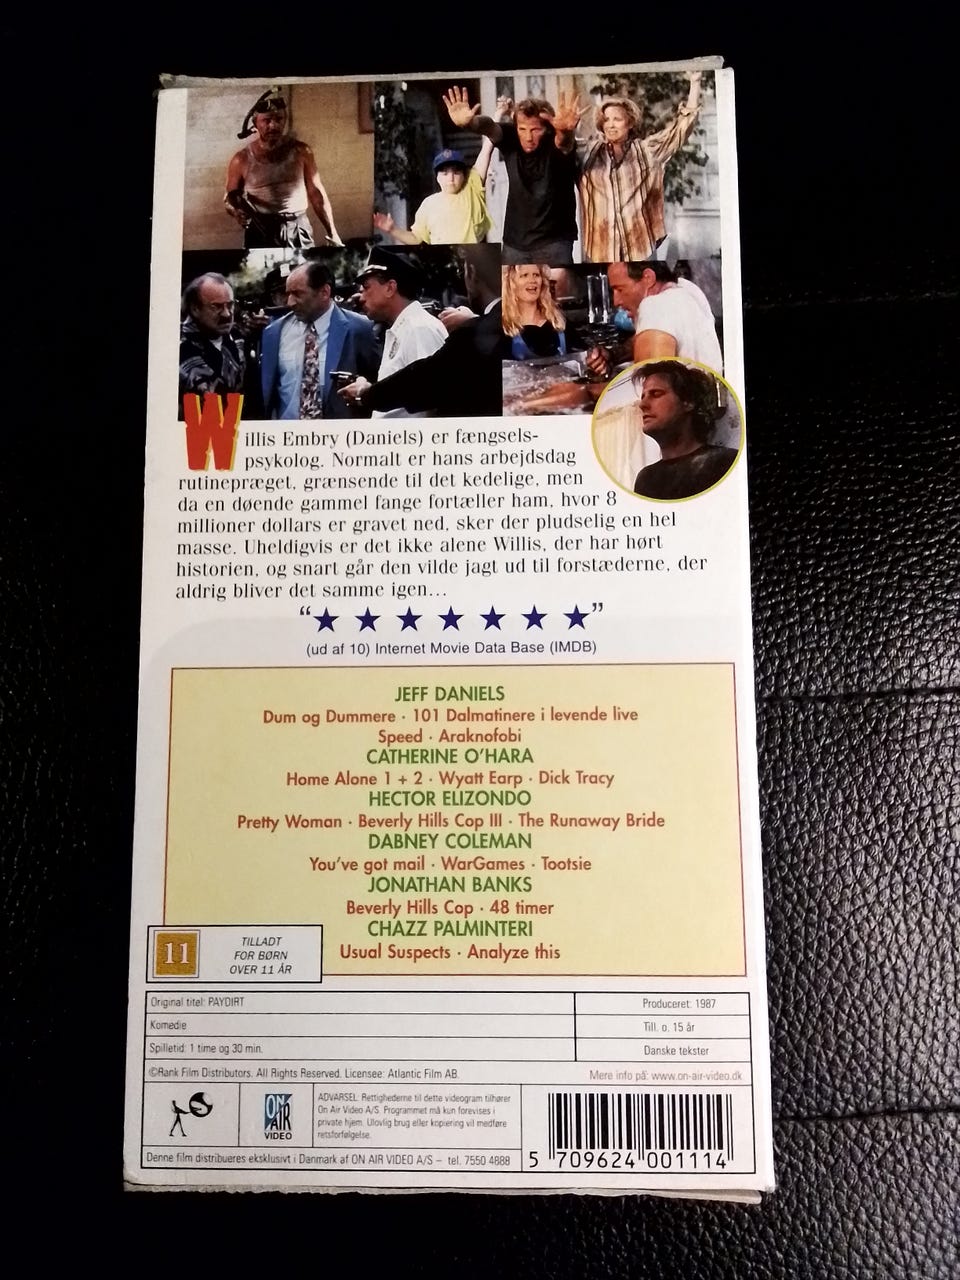 Willis Embry (Daniels) er fængsels-
psykolog. Normalt er hans arbejdsdag
rutinepræget, grænsende til det kedelige, men
da en døende gammel fange fortæller ham, hvor 8
millioner dollars er gravet ned, sker der pludselig en hel
masse. Uheldigvis er det ikke alene Willis, der har hørt
historien, og snart går den vilde jagt ud til forstæderne, der
aldrig bliver det samme igen...
"★ ★ ★ ★ ★ ★ ★"
(ud af 10) Internet Movie Data Base (IMDB)
JEFF DANIELS
Dum og Dummere · 101 Dalmatinere i levende live
Speed · Araknofobi
CATHERINE O'HARA
Home Alone 1 + 2 · Wyatt Earp · Dick Tracy
HECTOR ELIZONDO
Pretty Woman · Beverly Hills Cop III · The Runaway Bride
DABNEY COLEMAN
You've got mail · WarGames · Tootsie
JONATHAN BANKS
Beverly Hills Cop · 48 timer
CHAZZ PALMINTERI
Usual Suspects · Analyze this
11
TILLADT
FOR BØRN
OVER 11 ÅR
Original titel: PAYDIRT
Produceret: 1987
Komedie
Till. o. 15 år
Spilletid: 1 time og 30 min.
Danske tekster
©Rank Film Distributors. All Rights Reserved. Licensee: Atlantic Film AB.
Mere info på: www.on-air-video.dk
ON AIR
VIDEO
ADVARSEL: Rettighederne til dette videogram tilhører
On Air Video A/S. Programmet må kun forevises i
private hjem. Ulovlig brug eller kopiering vil medføre
retsforfølgelse.
Denne film distribueres eksklusivt i Danmark af ON AIR VIDEO A/S – tel. 7550 4888
5 709624 001114